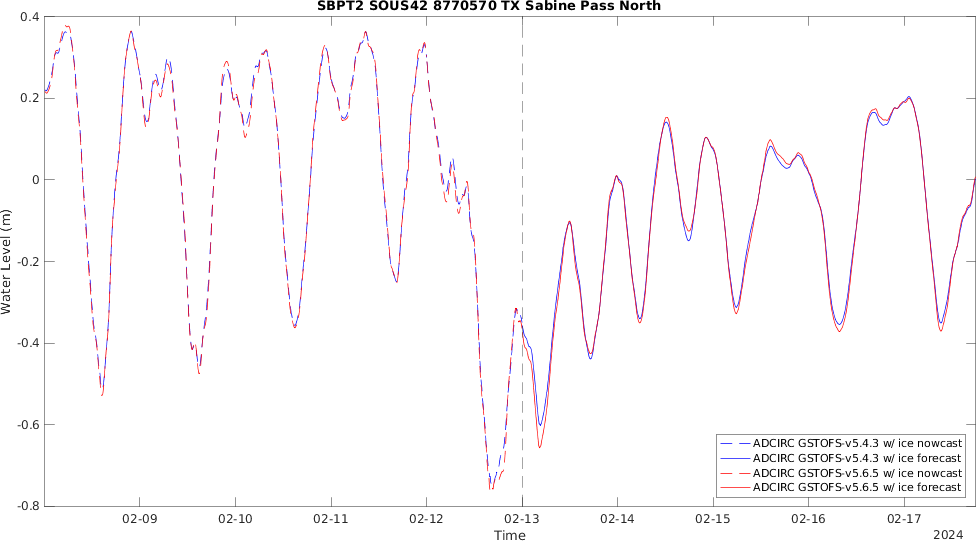 SBPT2 SOUS42 8770570 TX Sabine Pass North
0.4
0.2
0
-0.2
-0.4
-0.6
-0.8
Water Level (m)
02-09
02-10
02-11
02-12
02-13
02-14
02-15
02-16
02-17
Time
2024
ADCIRC GSTOFS-v5.4.3 w/ ice nowcast
ADCIRC GSTOFS-v5.4.3 w/ ice forecast
ADCIRC GSTOFS-v5.6.5 w/ ice nowcast
ADCIRC GSTOFS-v5.6.5 w/ ice forecast